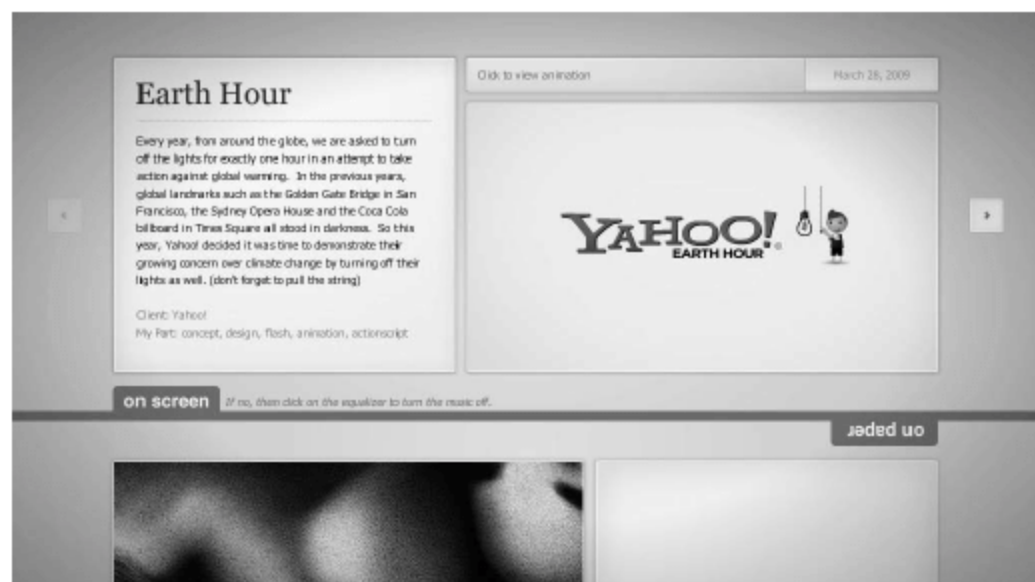 Earth Hour
Every year, from around the globe, we are asked to turn
off the lights for exactly one hour in an attempt to take
action against global warming. In the previous years,
global landmarks such as the Golden Gate Bridge in San
Francisco, the Sydney Opera House and the Coca Cola
billboard in Times Square all stood in darkness. So this
year, Yahoo! decided it was time to demonstrate their
growing concern over climate change by turning off their
lights as well. (don't forget to pull the string)
Client: Yahoo!
My Part: concept, design, flash, animation, actionscript
Click to view animation
March 28, 2009
YAHOO!
EARTH HOUR
on screen
If no, then click on the equalizer to turn the music off.
on paper